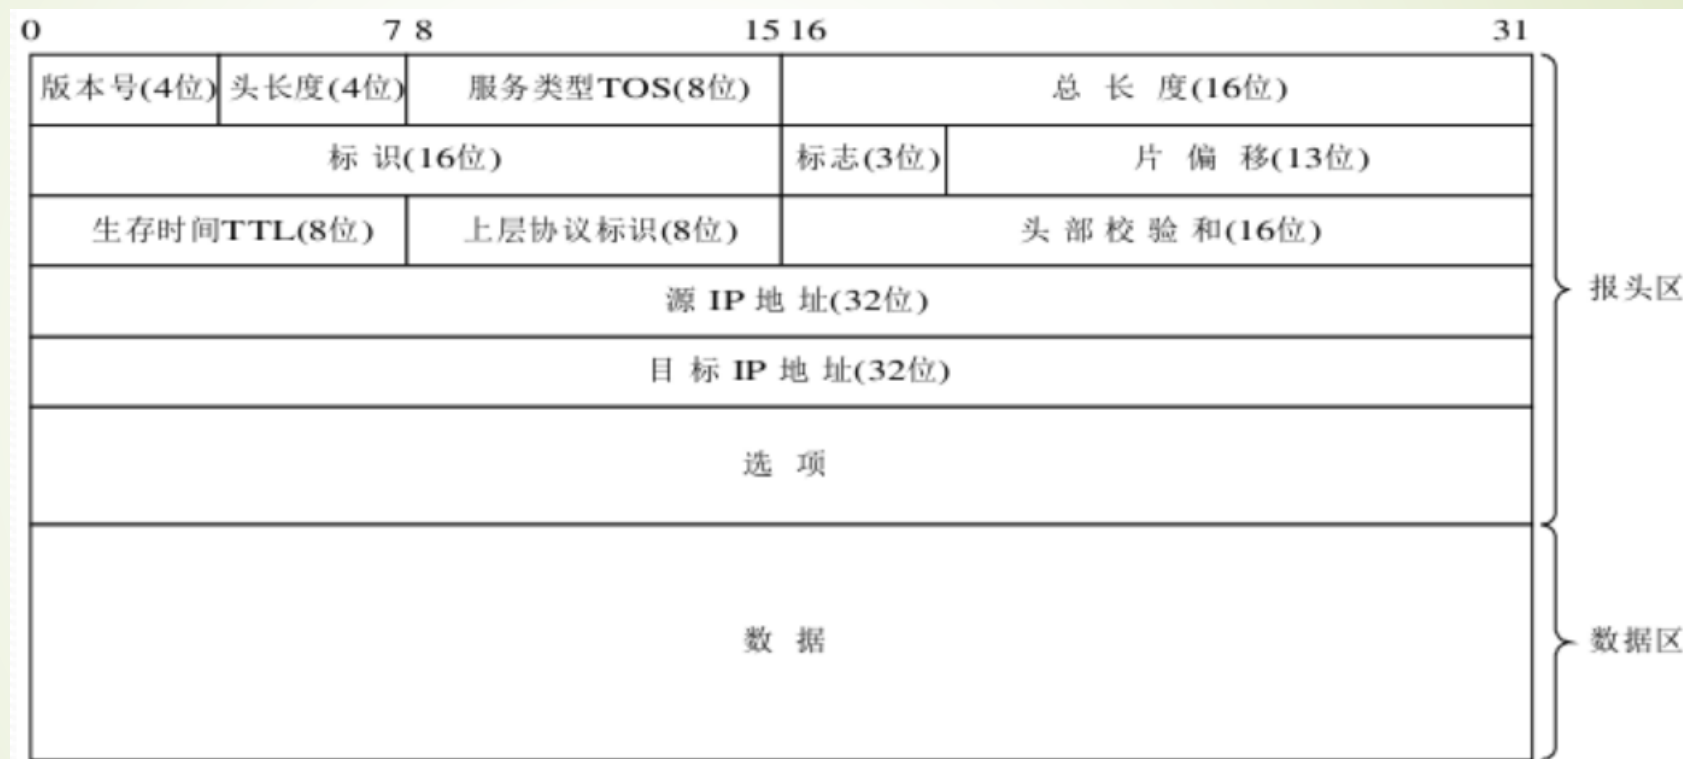 0 7 8 15 16 31
版本号(4位) 头长度(4位) 服务类型TOS(8位) 总 长 度(16位)
标 识(16位) 标志(3位) 片 偏 移(13位)
生存时间TTL(8位) 上层协议标识(8位) 头 部 校 验 和(16位)
源 IP 地 址(32位)
报头区
目 标 IP 地 址(32位)
选 项
数 据 数据区